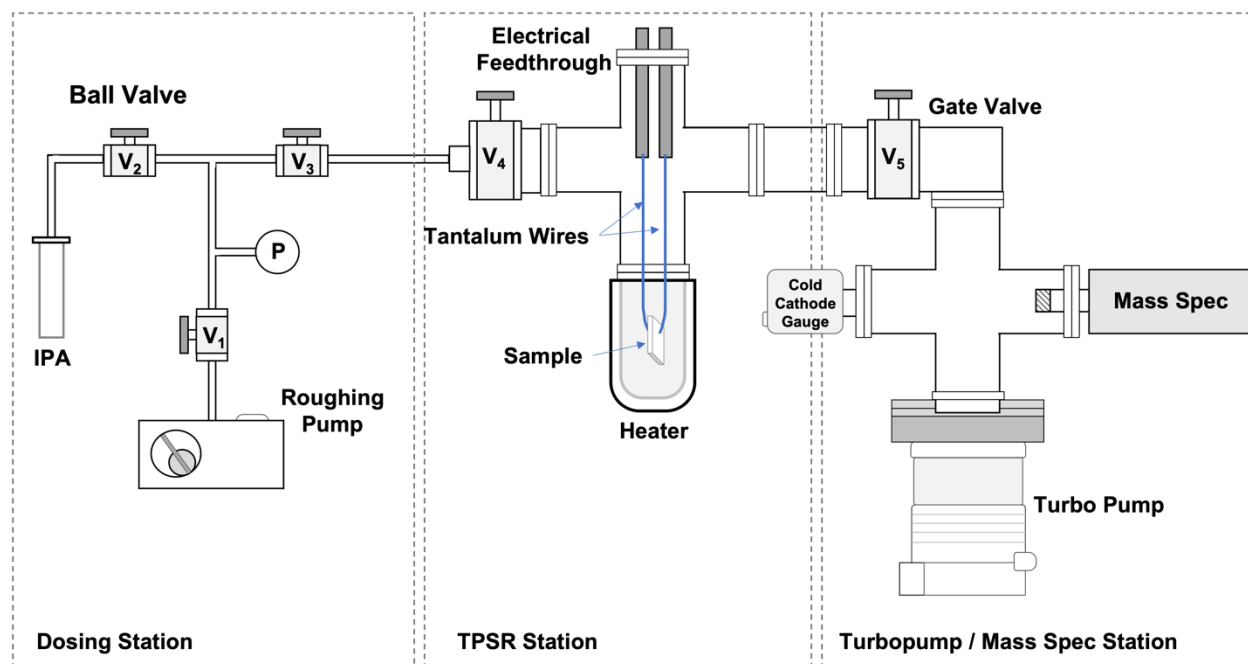 Ball Valve
V2
V3
P
V1
IPA
Roughing
Pump
Dosing Station
Electrical
Feedthrough
V4
Tantalum Wires
Sample
Heater
TPSR Station
Gate Valve
V5
Cold
Cathode
Gauge
Mass Spec
Turbo Pump
Turbopump / Mass Spec Station